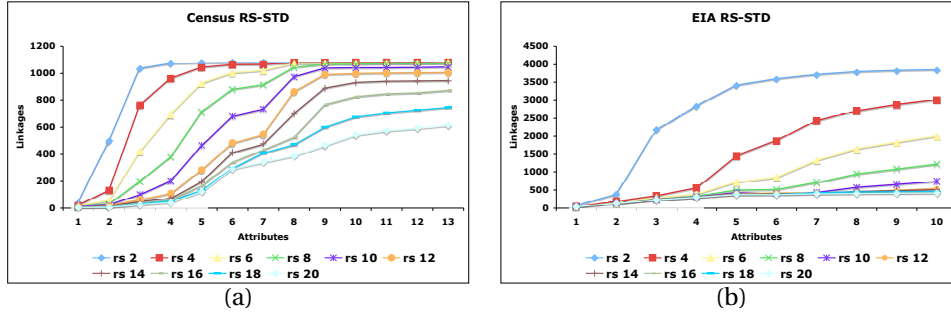 Census RS-STD
Linkages
1200
1000
800
600
400
200
0
1 2 3 4 5 6 7 8 9 10 11 12 13
Attributes
rs 2 rs 4 rs 6 rs 8 rs 10 rs 12
rs 14 rs 16 rs 18 rs 20
(a)
EIA RS-STD
Linkages
4500
4000
3500
3000
2500
2000
1500
1000
500
0
1 2 3 4 5 6 7 8 9 10
Attributes
rs 2 rs 4 rs 6 rs 8 rs 10 rs 12
rs 14 rs 16 rs 18 rs 20
(b)